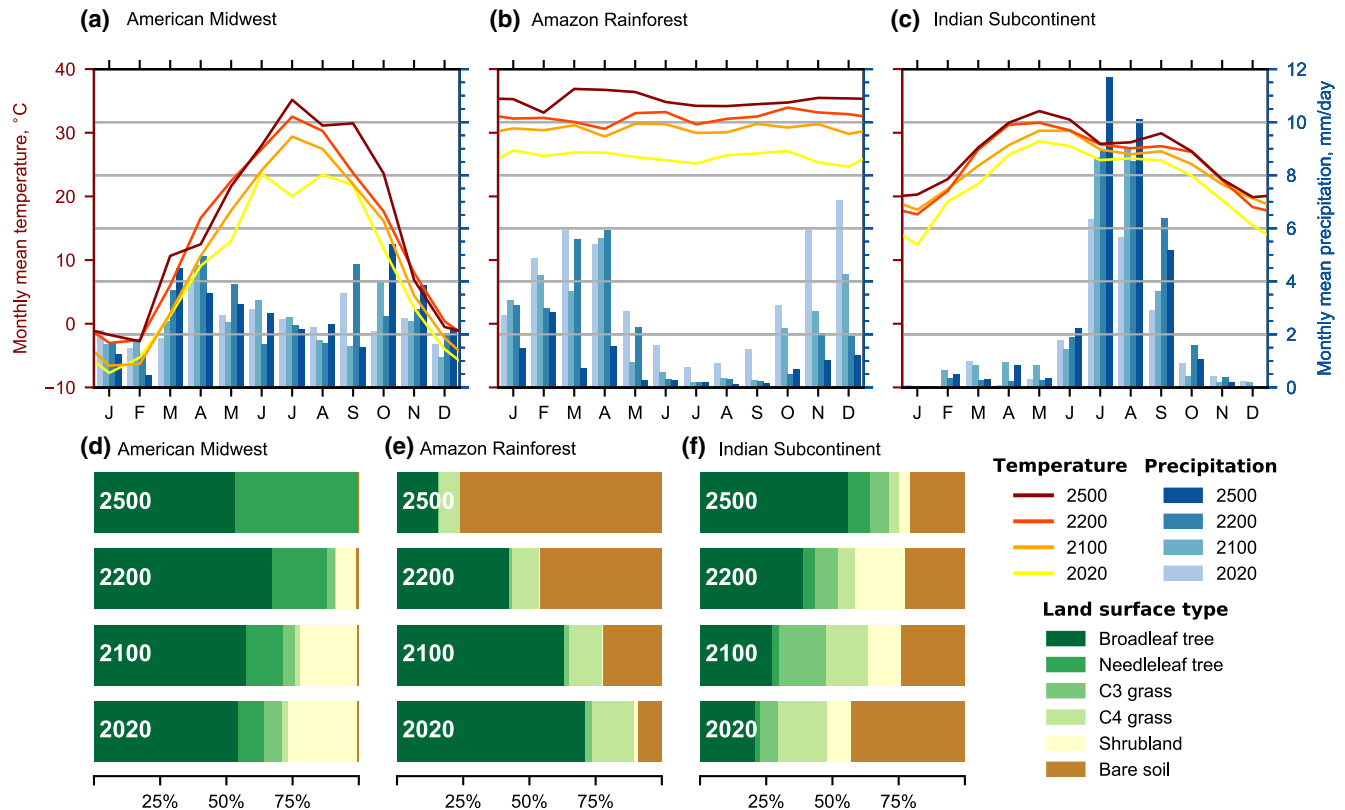 (a) American Midwest
(b) Amazon Rainforest
(c) Indian Subcontinent
Monthly mean temperature, °C
40
30
20
10
0
−10
J F M A M J J A S O N D
J F M A M J J A S O N D
J F M A M J J A S O N D
12
10
8
6
4
2
0
Monthly mean precipitation, mm/day
(d) American Midwest
2500
2200
2100
2020
25% 50% 75%
(e) Amazon Rainforest
2500
2200
2100
2020
25% 50% 75%
(f) Indian Subcontinent
2500
2200
2100
2020
25% 50% 75%
Temperature
2500
2200
2100
2020
Precipitation
2500
2200
2100
2020
Land surface type
Broadleaf tree
Needleleaf tree
C3 grass
C4 grass
Shrubland
Bare soil